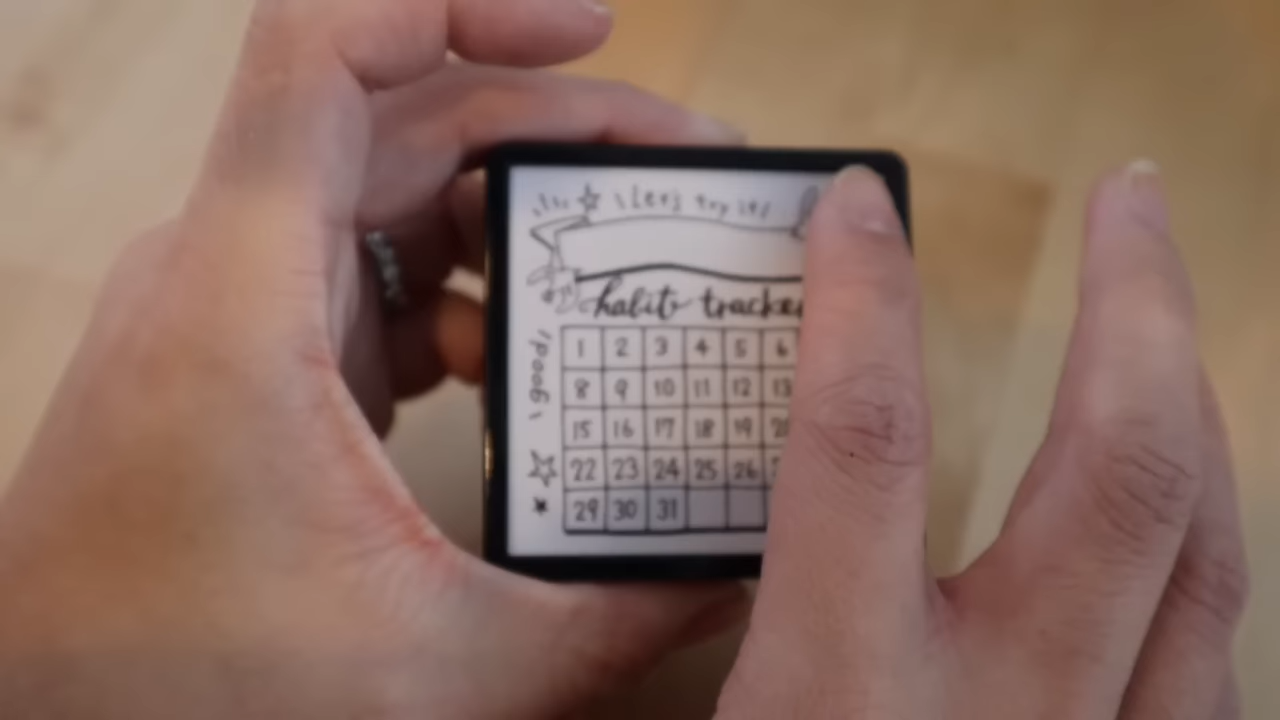 \ Let's try it! /
habit tracker
1 2 3 4 5 6
8 9 10 11 12 13
15 16 17 18 19 20
22 23 24 25 26
29 30 31
\ good!